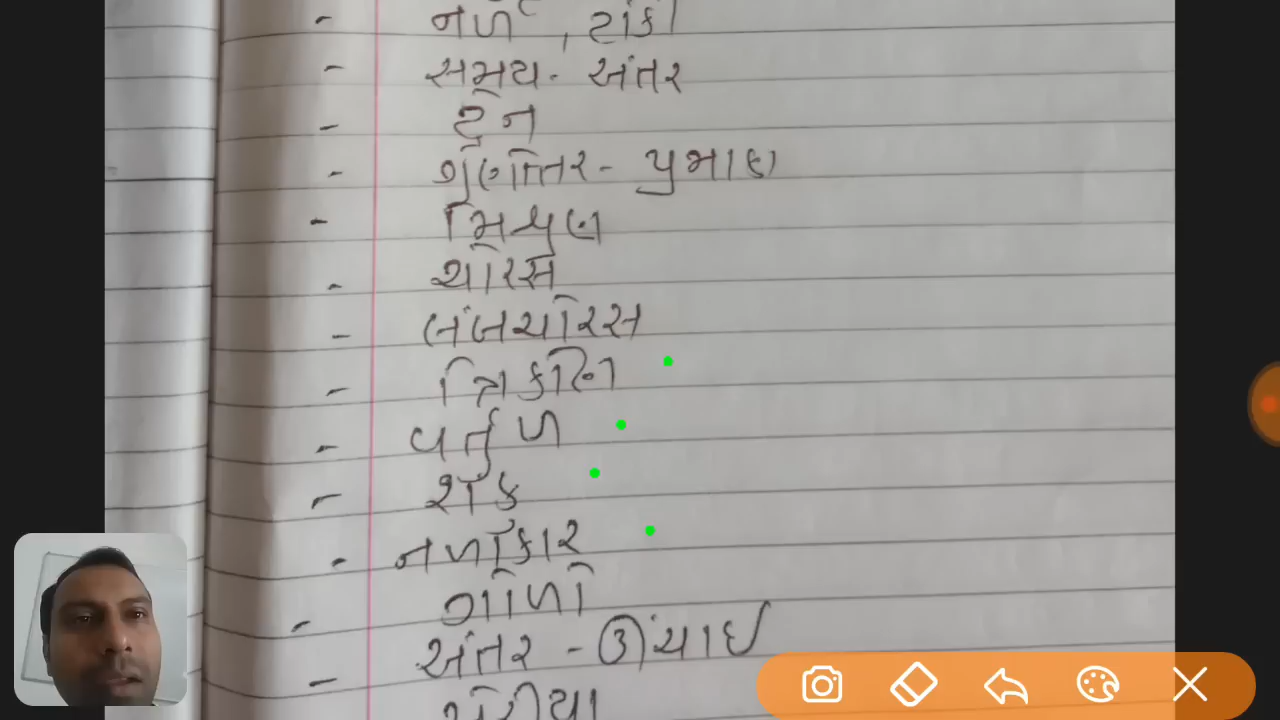 - નળ, ટાંકી
- સમય - અંતર
- ટ્રેન
- ગુણોત્તર - પ્રમાણ
- મિશ્રણ
- ચોરસ
- લંબચોરસ
- ત્રિકોણ
- વર્તુળ
- શંકુ
- નળાકાર
- ગોળો
- અંતર - ઊંચાઈ